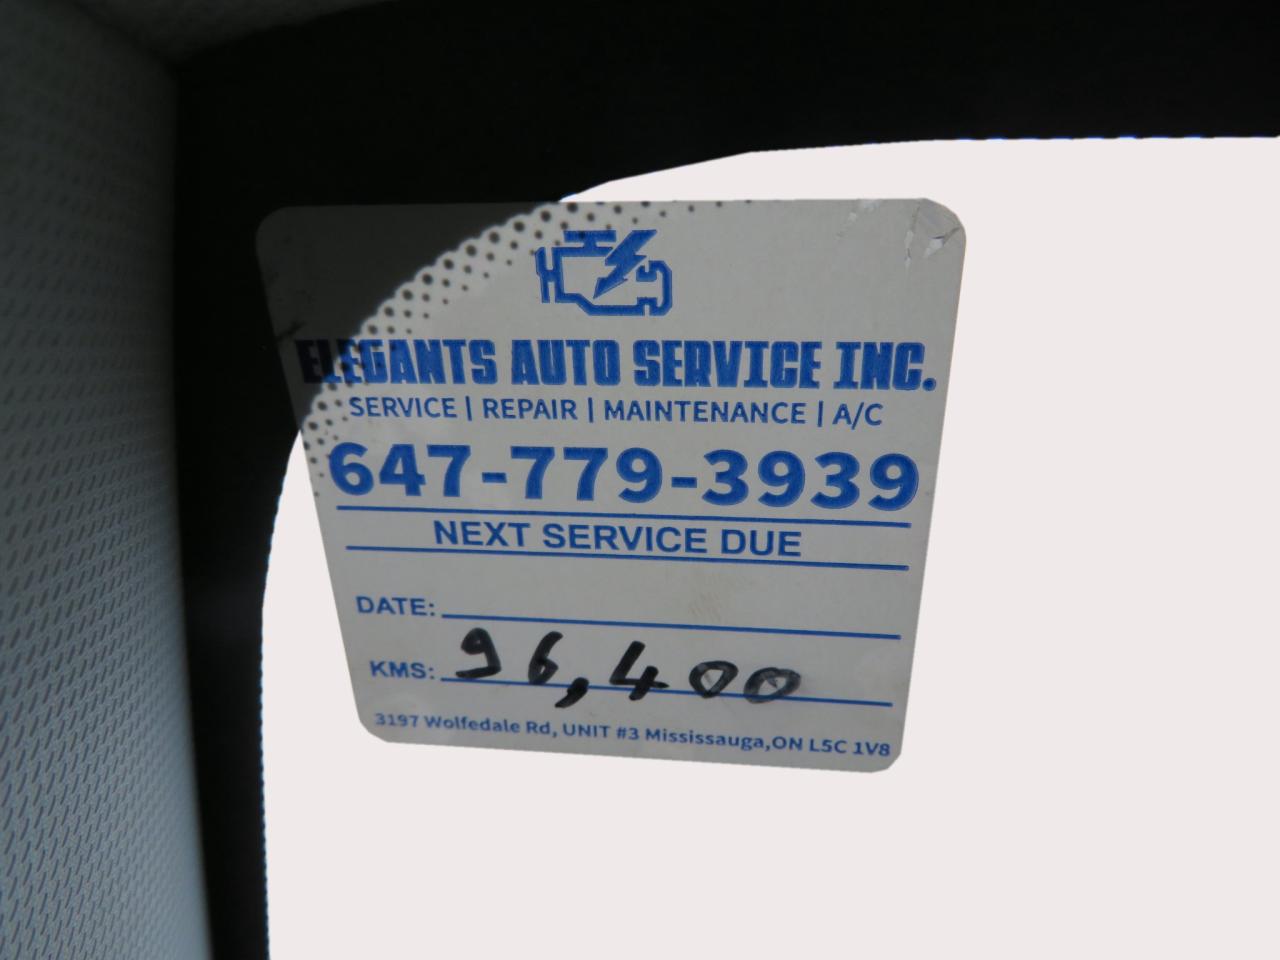 ELEGANTS AUTO SERVICE INC.
SERVICE | REPAIR | MAINTENANCE | A/C
647-779-3939
NEXT SERVICE DUE
DATE:
KMS: 96,400
3197 Wolfedale Rd, UNIT #3 Mississauga,ON L5C 1V8